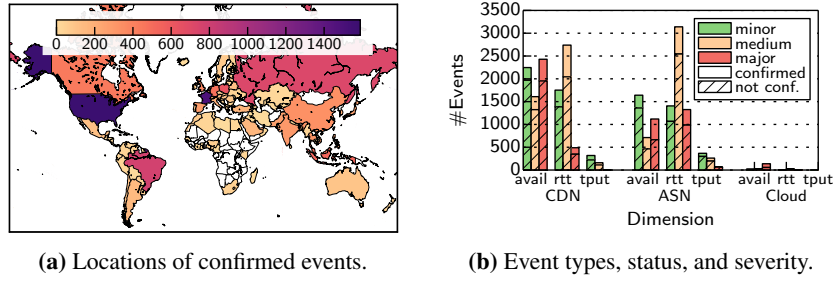 0 200 400 600 800 1000 1200 1400
(a) Locations of confirmed events.
3500
3000
2500
2000
1500
1000
500
0
#Events
minor
medium
major
confirmed
not conf.
avail rtt tput avail rtt tput avail rtt tput
CDN ASN Cloud
Dimension
(b) Event types, status, and severity.